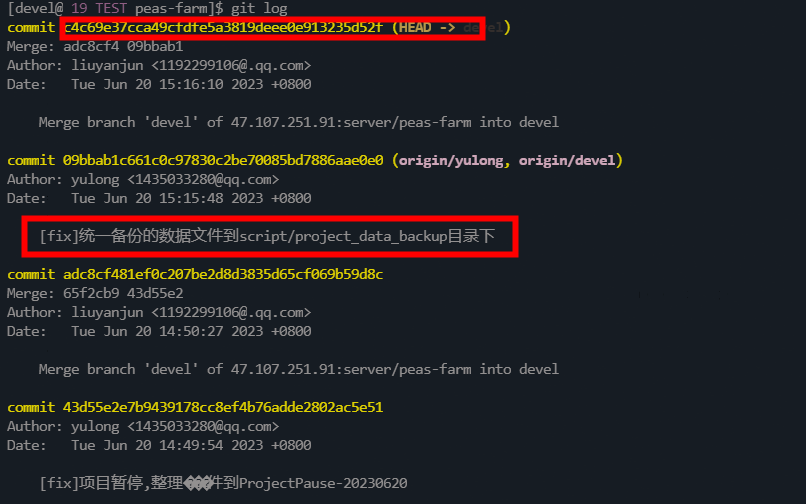 [devel@ 19 TEST peas-farm]$ git log
commit c4c69e37cca49cfdfe5a3819deee0e913235d52f (HEAD -> devel)
Merge: adc8cf4 09bbab1
Author: liuyanjun <1192299106@.qq.com>
Date:   Tue Jun 20 15:16:10 2023 +0800
Merge branch 'devel' of 47.107.251.91:server/peas-farm into devel
commit 09bbab1c661c0c97830c2be70085bd7886aae0e0 (origin/yulong, origin/devel)
Author: yulong <1435033280@qq.com>
Date:   Tue Jun 20 15:15:48 2023 +0800
[fix]统一备份的数据文件到script/project_data_backup目录下
commit adc8cf481ef0c207be2d8d3835d65cf069b59d8c
Merge: 65f2cb9 43d55e2
Author: liuyanjun <1192299106@.qq.com>
Date:   Tue Jun 20 14:50:27 2023 +0800
Merge branch 'devel' of 47.107.251.91:server/peas-farm into devel
commit 43d55e2e7b9439178cc8ef4b76adde2802ac5e51
Author: yulong <1435033280@qq.com>
Date:   Tue Jun 20 14:49:54 2023 +0800
[fix]项目暂停,整理���件到ProjectPause-20230620